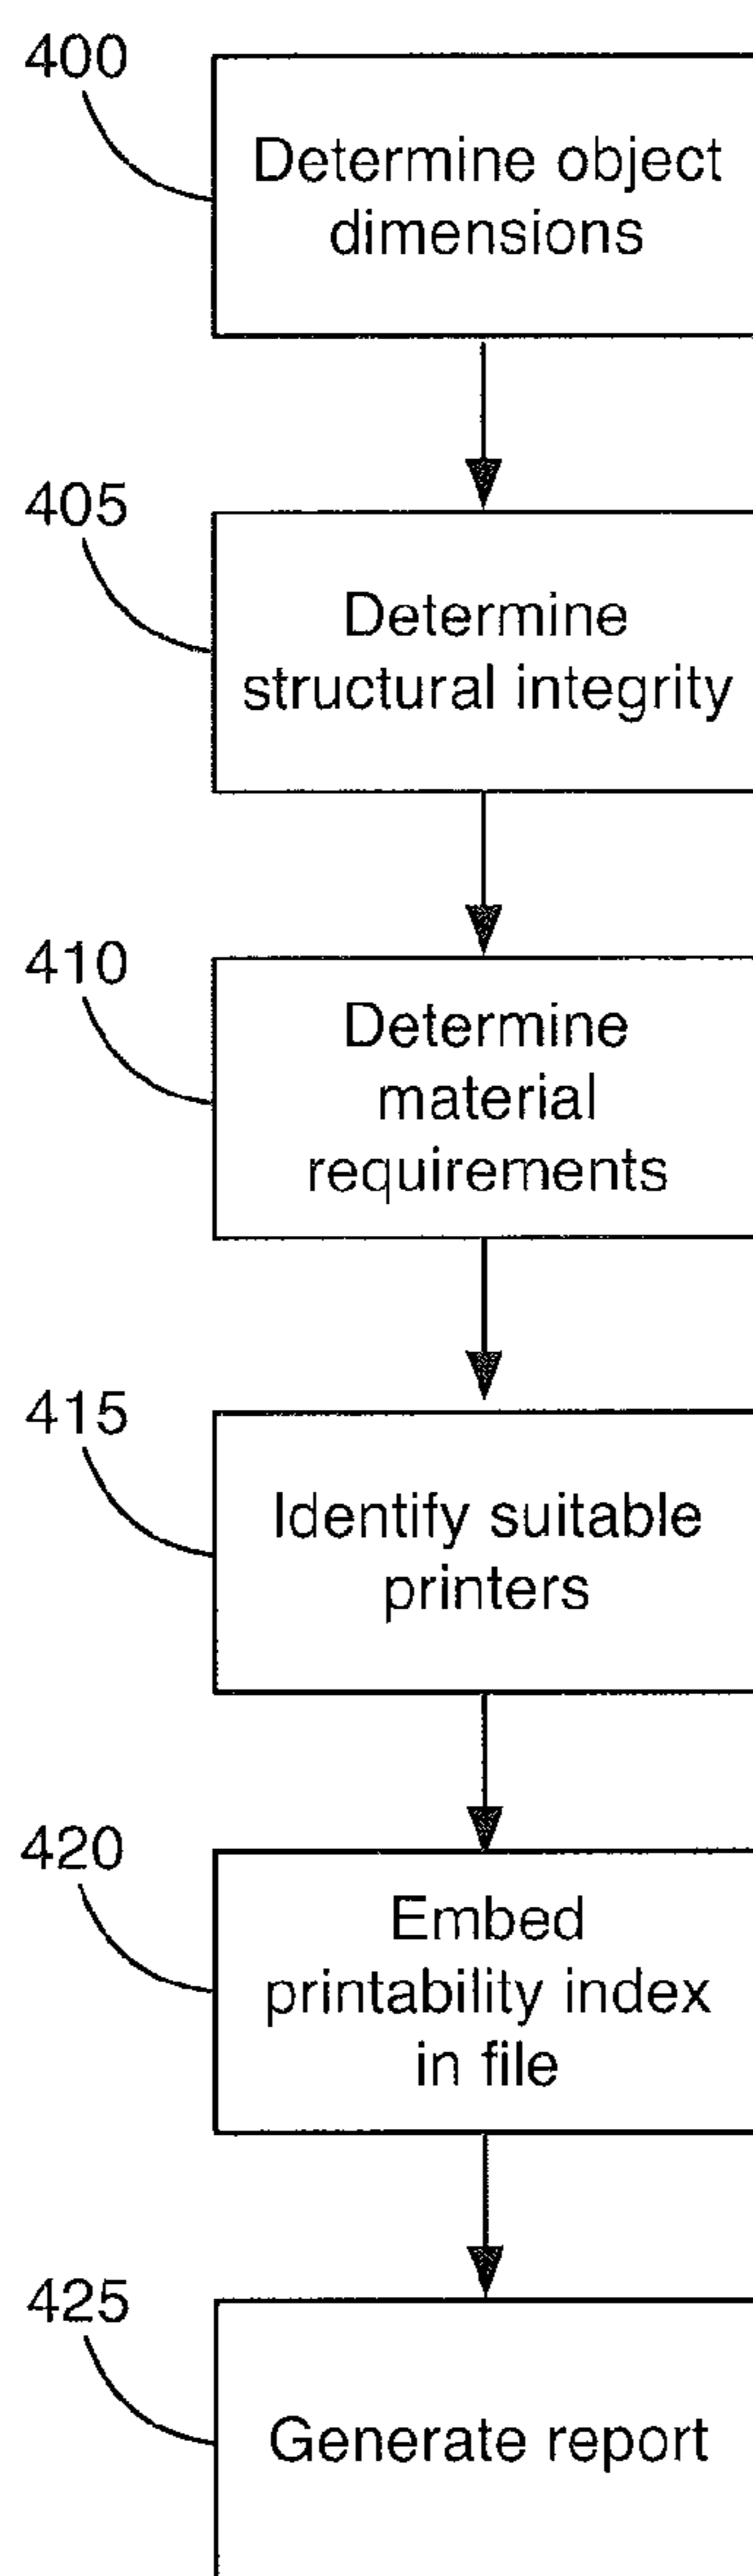 400
Determine object
dimensions
405
Determine
structural integrity
410
Determine
material
requirements
415
Identify suitable
printers
420
Embed
printability index
in file
425
Generate report